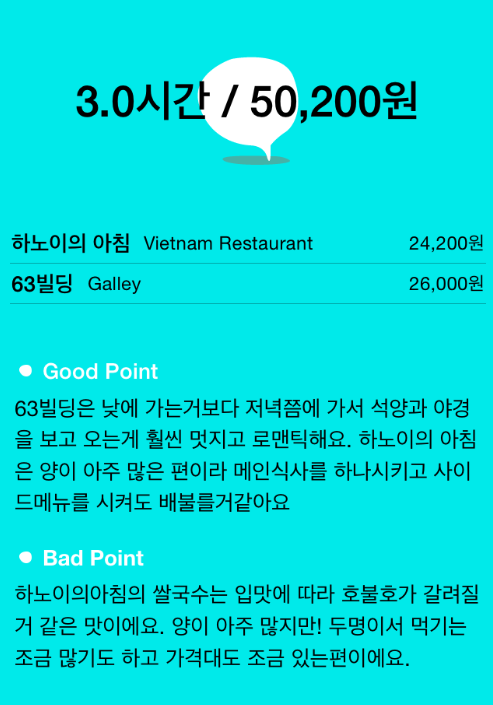 3.0시간 / 50,200원
하노이의 아침 Vietnam Restaurant 24,200원
63빌딩 Galley 26,000원
Good Point
63빌딩은 낮에 가는거보다 저녁쯤에 가서 석양과 야경
을 보고 오는게 훨씬 멋지고 로맨틱해요. 하노이의 아침
은 양이 아주 많은 편이라 메인식사를 하나시키고 사이
드메뉴를 시켜도 배불를거같아요
Bad Point
하노이의아침의 쌀국수는 입맛에 따라 호불호가 갈려질
거 같은 맛이에요. 양이 아주 많지만! 두명이서 먹기는
조금 많기도 하고 가격대도 조금 있는편이에요.